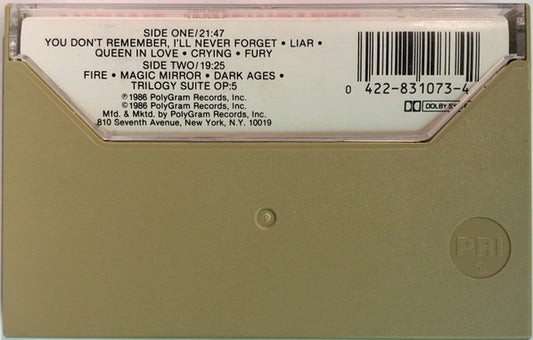 SIDE ONE/21:47
YOU DON'T REMEMBER, I'LL NEVER FORGET • LIAR •
QUEEN IN LOVE • CRYING • FURY
SIDE TWO/19:25
FIRE • MAGIC MIRROR • DARK AGES •
TRILOGY SUITE OP:5
℗1986 PolyGram Records, Inc.
©1986 PolyGram Records, Inc.
Mfd. & Mktd. by PolyGram Records, Inc.
810 Seventh Avenue, New York, N.Y. 10019
0 422-831073-4
DOLBY SY
PRI